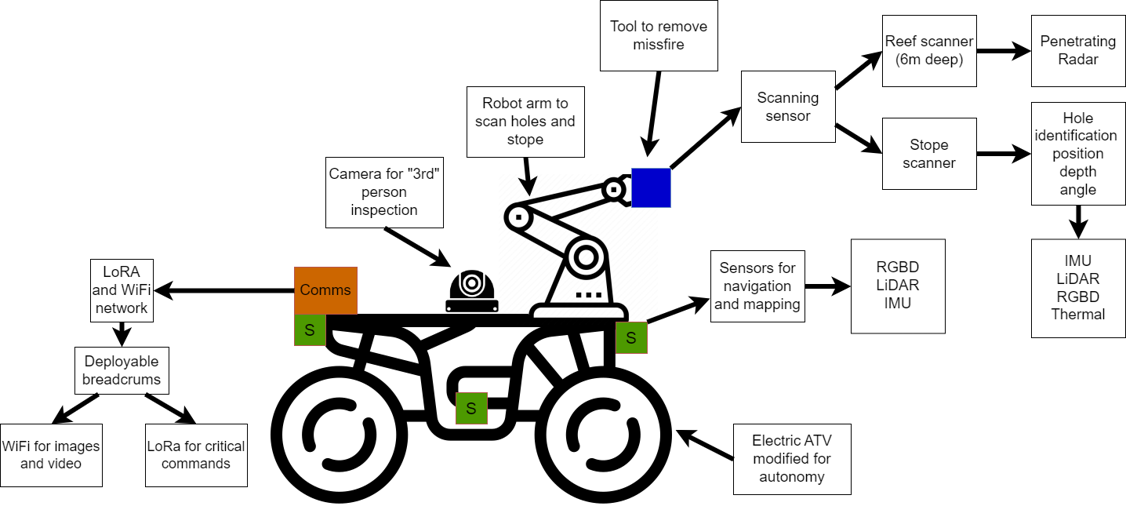 Tool to remove
missfire
Reef scanner
(6m deep)
Penetrating
Radar
Scanning
sensor
Robot arm to
scan holes and
stope
Stope
scanner
Hole
identification
position
depth
angle
Camera for "3rd"
person
inspection
IMU
LiDAR
RGBD
Thermal
Sensors for
navigation
and mapping
RGBD
LiDAR
IMU
LoRA
and WiFi
network
Comms
S
S
S
Deployable
breadcrums
WiFi for images
and video
LoRa for critical
commands
Electric ATV
modified for
autonomy